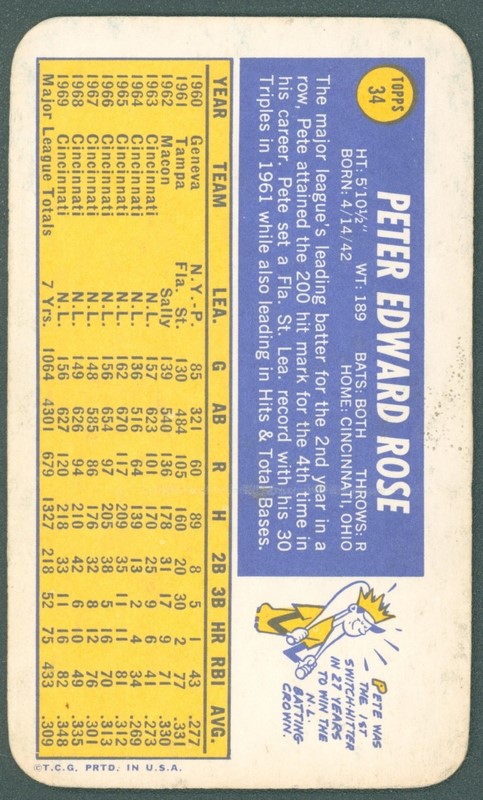 TOPPS
34
PETER EDWARD ROSE
HT: 5'10½" WT: 189 BATS: BOTH THROWS: R
BORN: 4/14/42 HOME: CINCINNATI, OHIO
The major league's leading batter for the 2nd year in a
row, Pete attained the 200 hit mark for the 4th time in
his career. Pete set a Fla. St. Lea. record with his 30
Triples in 1961 while also leading in Hits & Total Bases.
PETE WAS
THE 1ST
SWITCH-HITTER
IN 27 YEARS
TO WIN THE
N.L.
BATTING
CROWN.
YEAR TEAM LEA. G AB R H 2B 3B HR RBI AVG.
1960 Geneva N.Y.-P. 85 321 60 89 8 5 1 43 .277
1961 Tampa Fla. St. 130 484 105 160 20 30 2 77 .331
1962 Macon Sally 139 540 136 178 31 17 9 71 .330
1963 Cincinnati N.L. 157 623 101 170 25 9 6 41 .273
1964 Cincinnati N.L. 136 516 64 139 13 2 4 34 .269
1965 Cincinnati N.L. 162 670 117 209 35 11 11 81 .312
1966 Cincinnati N.L. 156 654 97 205 38 5 16 70 .313
1967 Cincinnati N.L. 148 585 86 176 32 8 12 76 .301
1968 Cincinnati N.L. 149 626 94 210 42 6 10 49 .335
1969 Cincinnati N.L. 156 627 120 218 33 11 16 82 .348
Major League Totals 7 Yrs. 1064 4301 679 1327 218 52 75 433 .309
©T.C.G. PRTD. IN U.S.A.